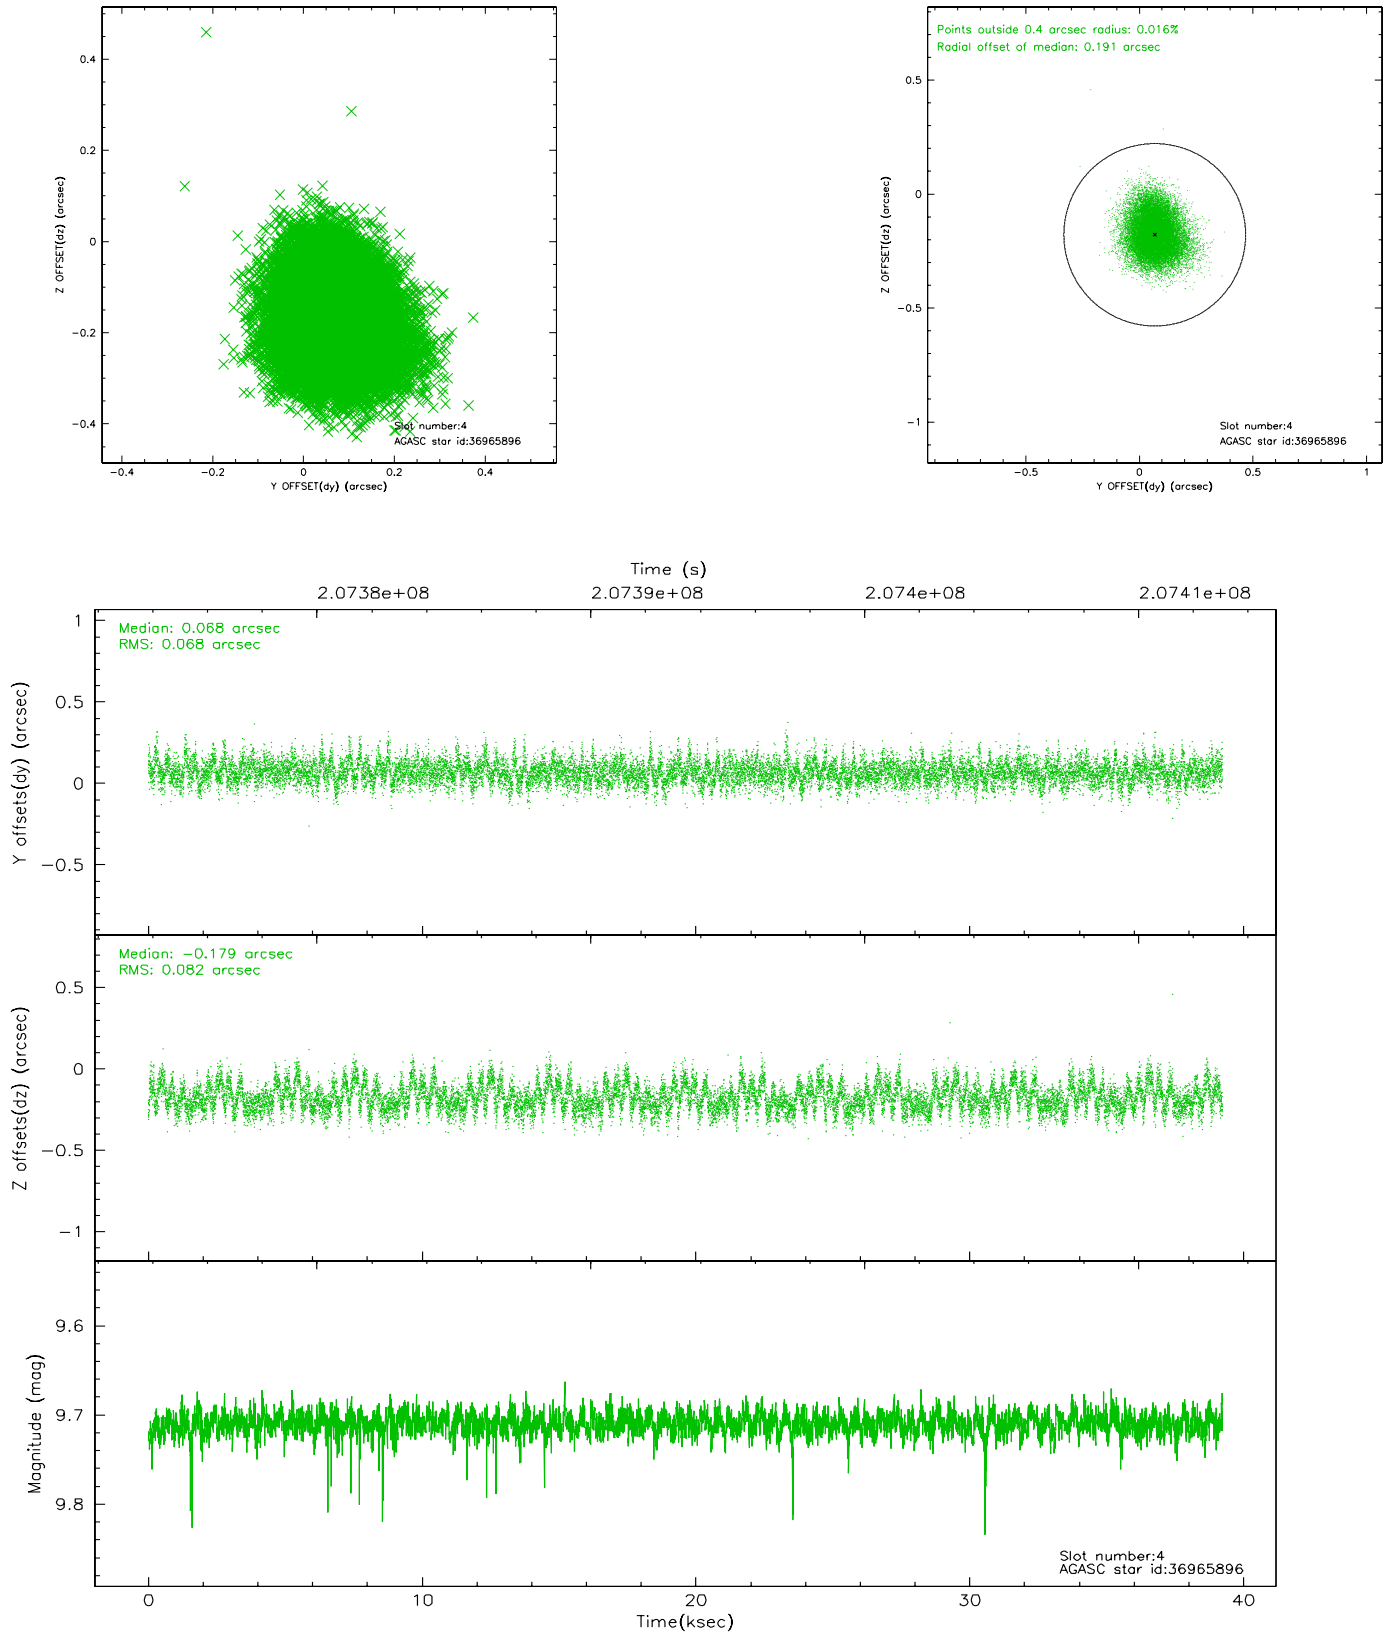 Points outside 0.4 arcsec radius: 0.016%
Radial offset of median: 0.191 arcsec
0.4
0.2
0
−0.2
−0.4
Z OFFSET(dz) (arcsec)
Slot number:4
AGASC star id:36965896
−0.4
−0.2
0
0.2
0.4
Y OFFSET(dy) (arcsec)
0.5
0
−0.5
−1
Z OFFSET(dz) (arcsec)
Slot number:4
AGASC star id:36965896
−0.5
0
0.5
1
Y OFFSET(dy) (arcsec)
Time (s)
2.0738e+08
2.0739e+08
2.074e+08
2.0741e+08
Median: 0.068 arcsec
RMS: 0.068 arcsec
1
0.5
0
−0.5
Y offsets(dy) (arcsec)
Median: −0.179 arcsec
RMS: 0.082 arcsec
0.5
0
−0.5
−1
Z offsets(dz) (arcsec)
9.6
9.7
9.8
Magnitude (mag)
Slot number:4
AGASC star id:36965896
0
10
20
30
40
Time(ksec)